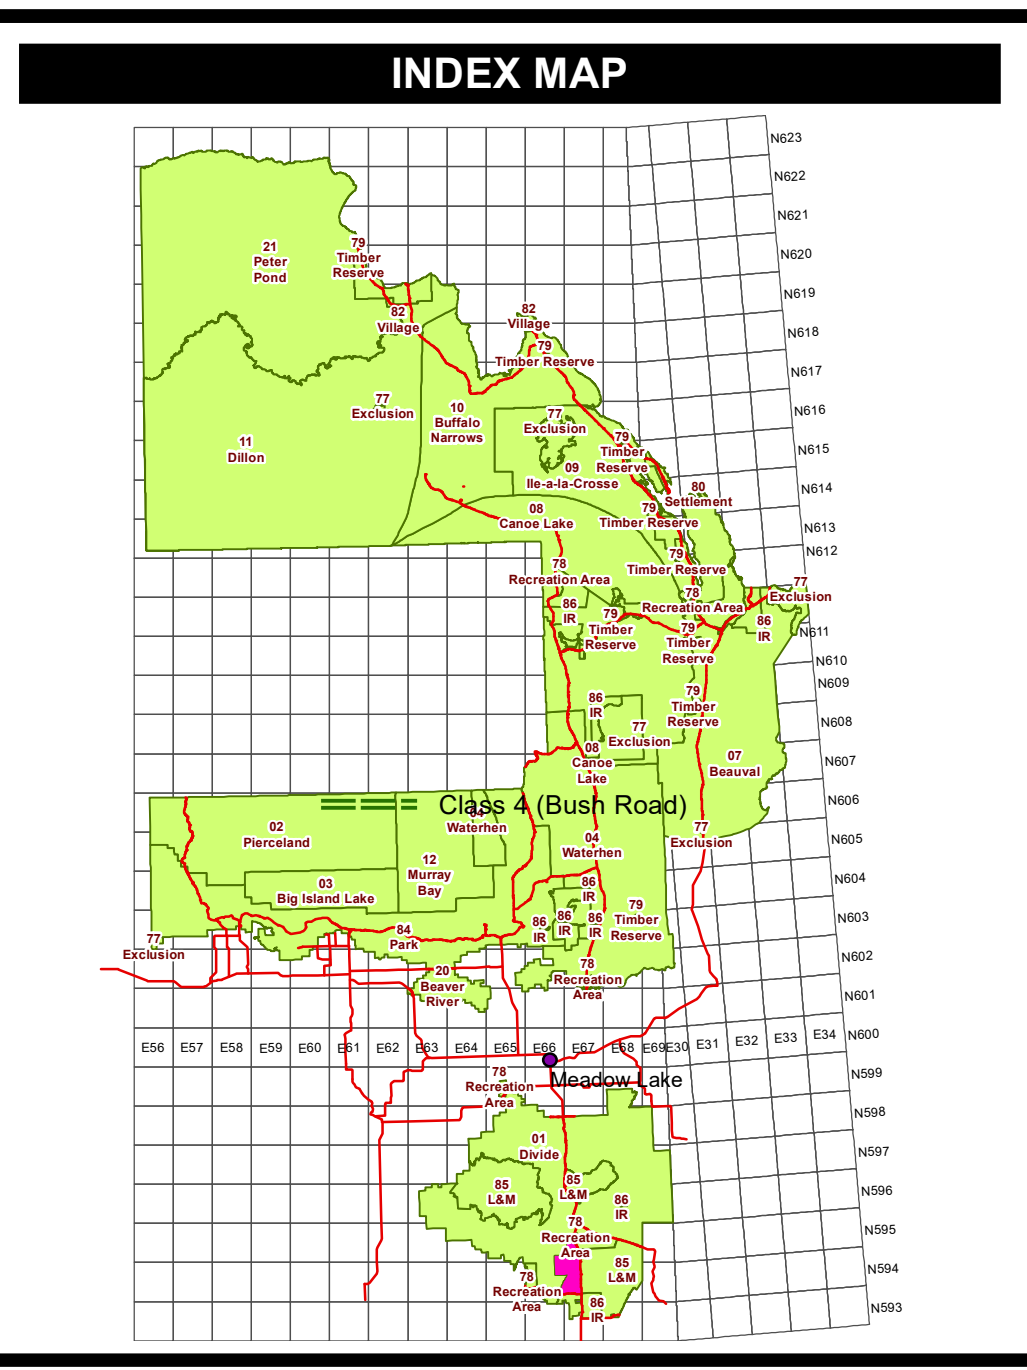 INDEX MAP
N623
N622
N621
N620
N619
N618
N617
N616
N615
N614
N613
N612
N611
N610
N609
N608
N607
N606
N605
N604
N603
N602
N601
N600
N599
N598
N597
N596
N595
N594
N593
21
Peter
Pond
79
Timber
Reserve
82
Village
82
Village
79
Timber Reserve
77
Exclusion
10
Buffalo
Narrows
77
Exclusion
11
Dillon
79
Timber
Reserve
09
Ile-a-la-Crosse
80
Settlement
08
Canoe Lake
79
Timber Reserve
79
Timber Reserve
78
Recreation Area
77
Exclusion
78
Recreation Area
86
IR
79
Timber
Reserve
79
Timber
Reserve
86
IR
86
IR
79
Timber
Reserve
77
Exclusion
08
Canoe
Lake
07
Beauval
Class 4 (Bush Road)
04
Waterhen
02
Pierceland
77
Exclusion
04
Waterhen
12
Murray
Bay
03
Big Island Lake
86
IR
79
Timber
Reserve
86
IR
86
IR
86
IR
84
Park
77
Exclusion
20
Beaver
River
78
Recreation
Area
E56
E57
E58
E59
E60
E61
E62
E63
E64
E65
E66
E67
E68
E69
E30
E31
E32
E33
E34
Meadow Lake
78
Recreation
Area
01
Divide
85
L&M
85
L&M
86
IR
78
Recreation
Area
85
L&M
78
Recreation
Area
86
IR